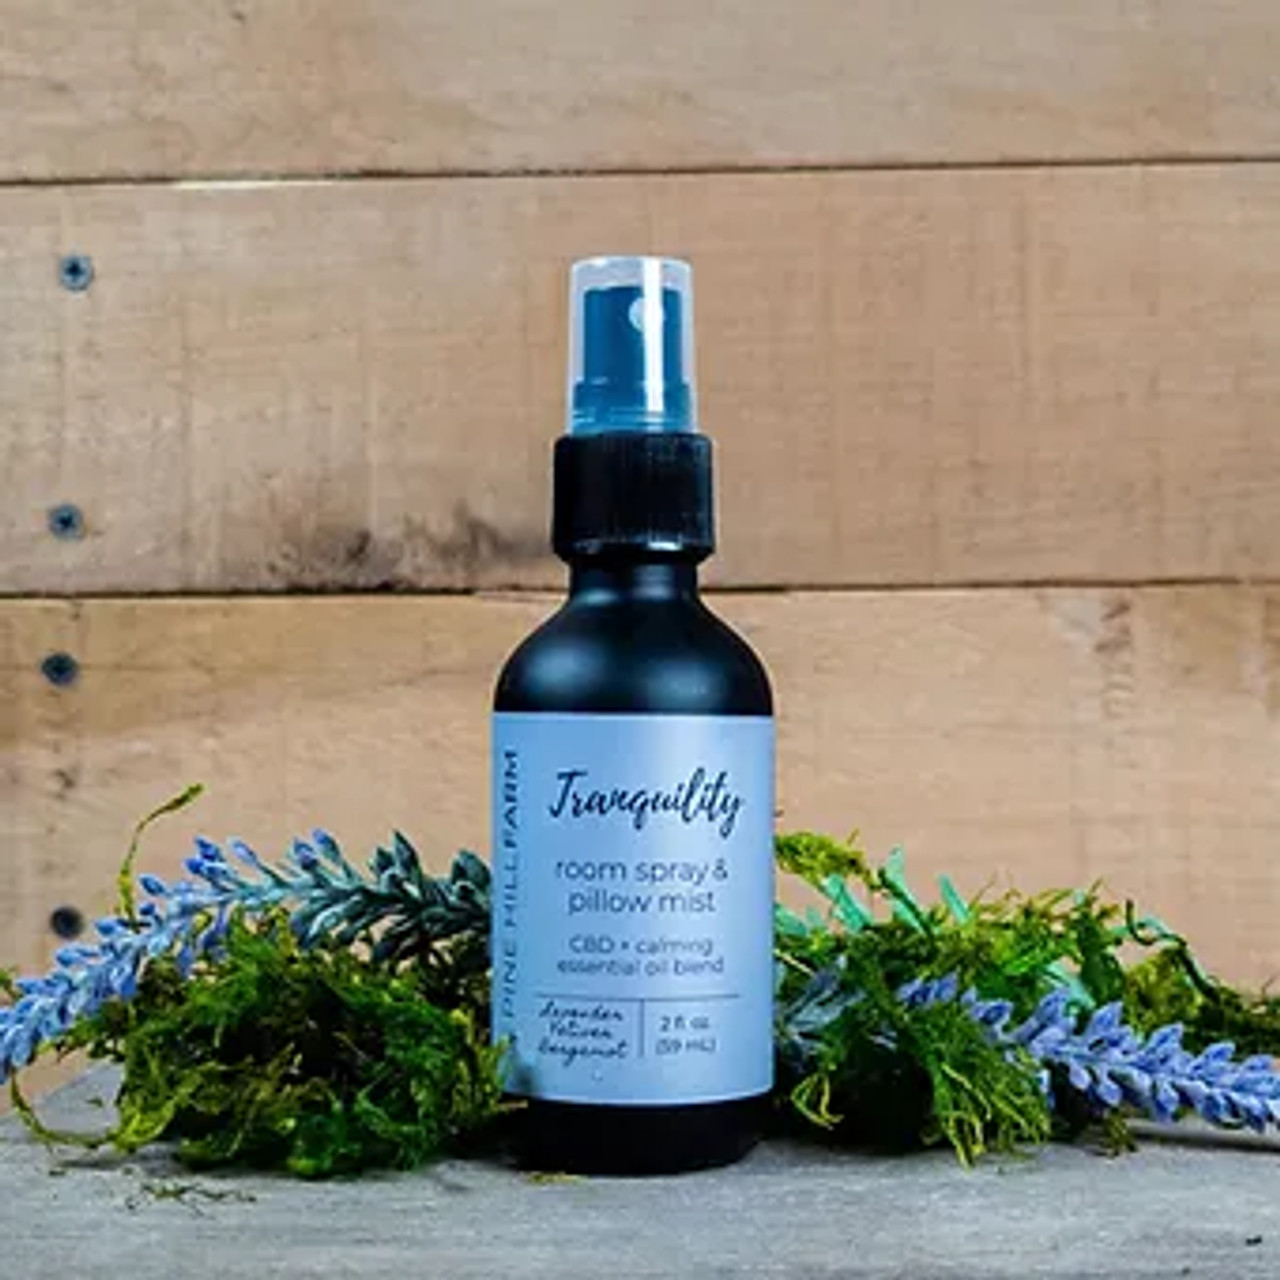 PINE HILL FARM
Tranquility
room spray &
pillow mist
CBD + calming
essential oil blend
lavender
Vetiver
bergamot
2 fl oz.
(59 mL)